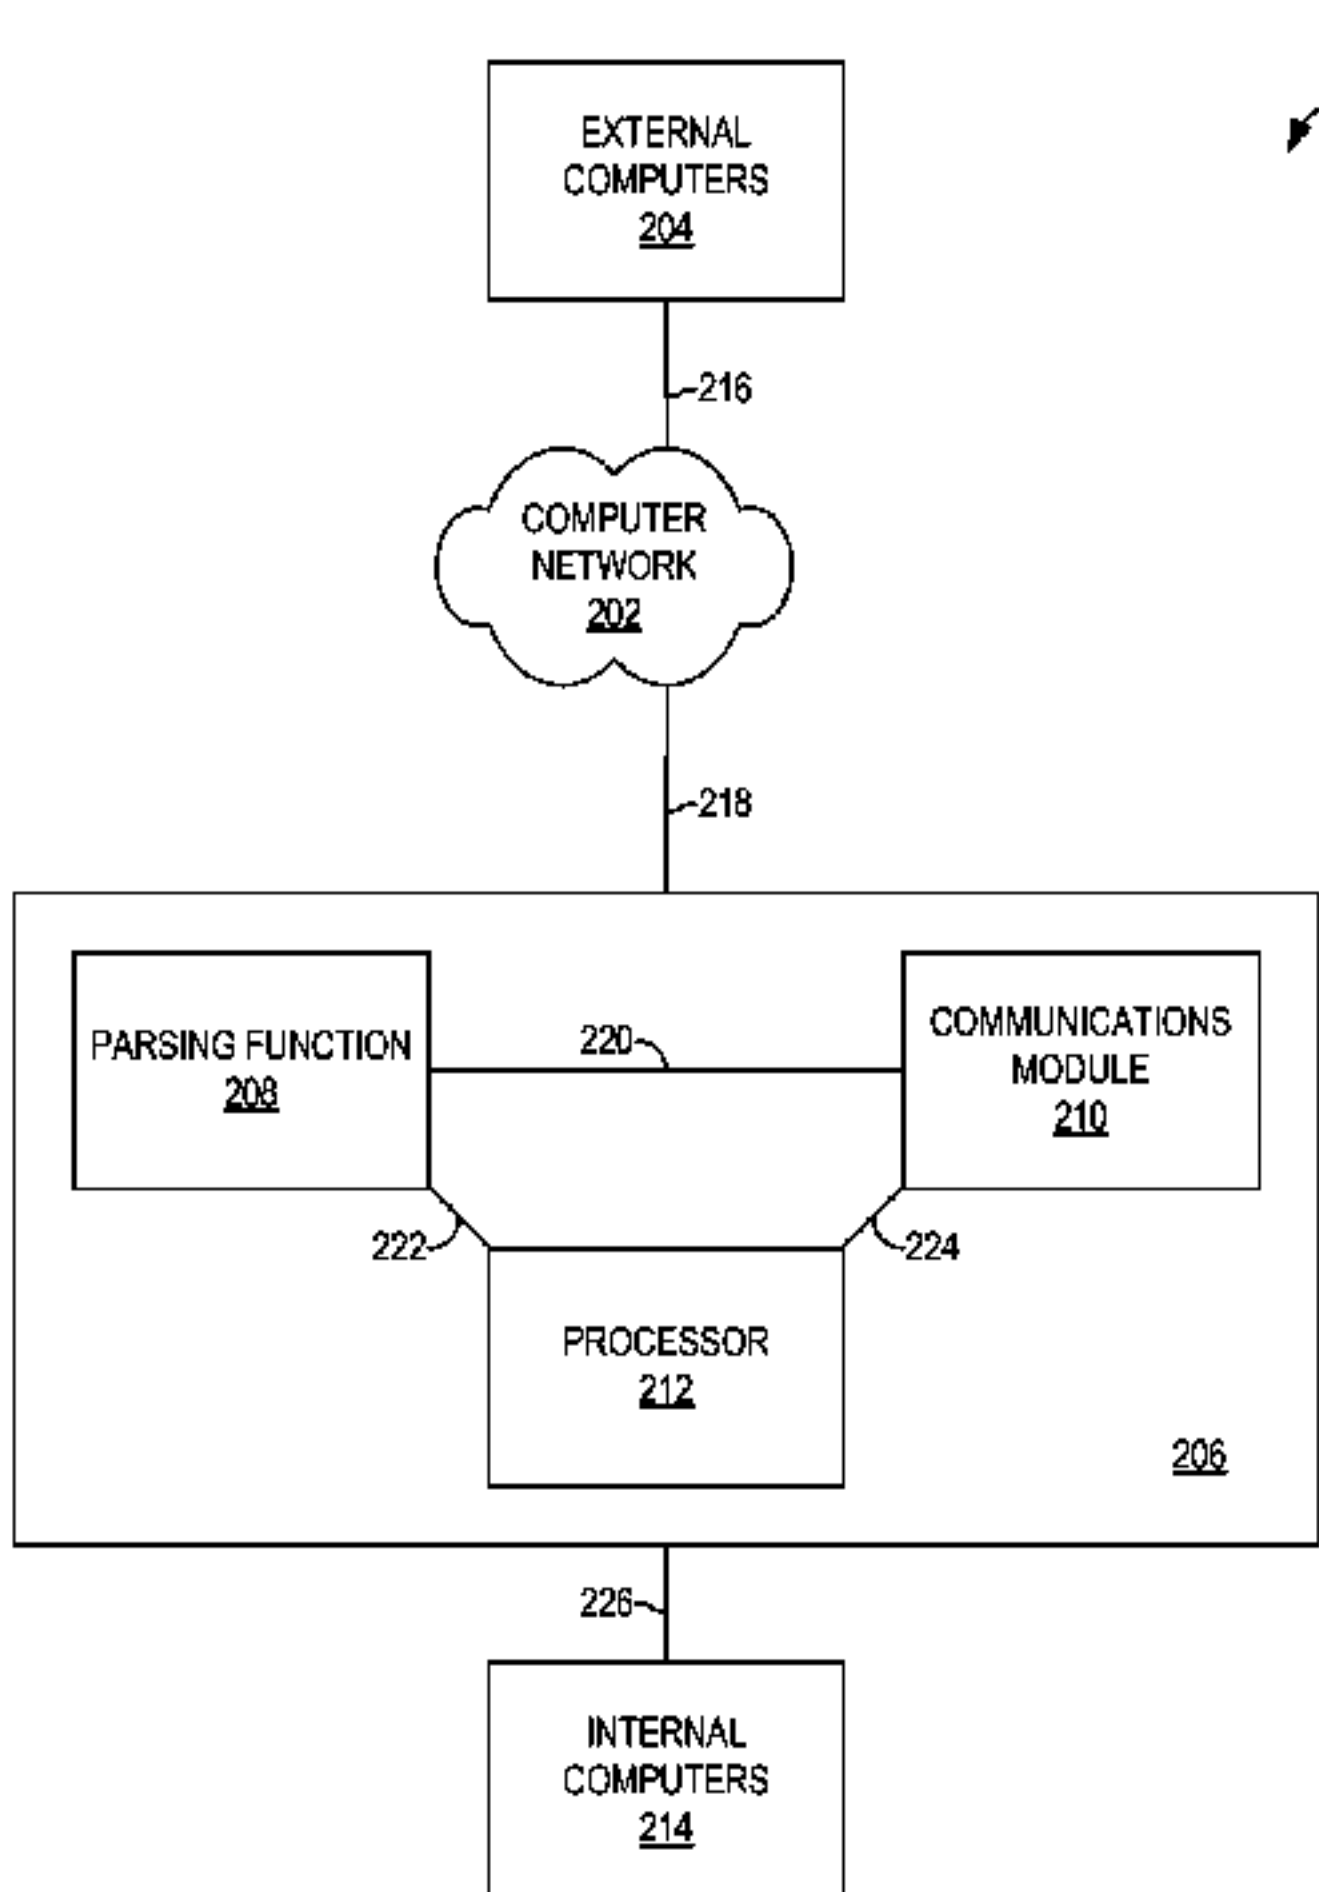 EXTERNAL
COMPUTERS
204
216
COMPUTER
NETWORK
202
218
PARSING FUNCTION
208
220
COMMUNICATIONS
MODULE
210
222
224
PROCESSOR
212
206
226
INTERNAL
COMPUTERS
214